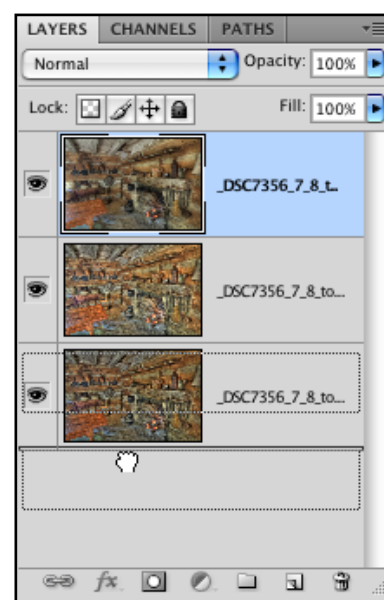 LAYERS CHANNELS PATHS
Normal Opacity: 100%
Lock: Fill: 100%
_DSC7356_7_8_t...
_DSC7356_7_8_to...
_DSC7356_7_8_to...
fx.